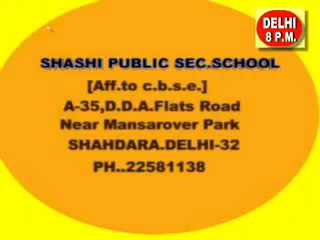 DELHI
8 P.M.
SHASHI PUBLIC SEC.SCHOOL
[Aff.to c.b.s.e.]
A-35,D.D.A.Flats Road
Near Mansarover Park
SHAHDARA.DELHI-32
PH..22581138